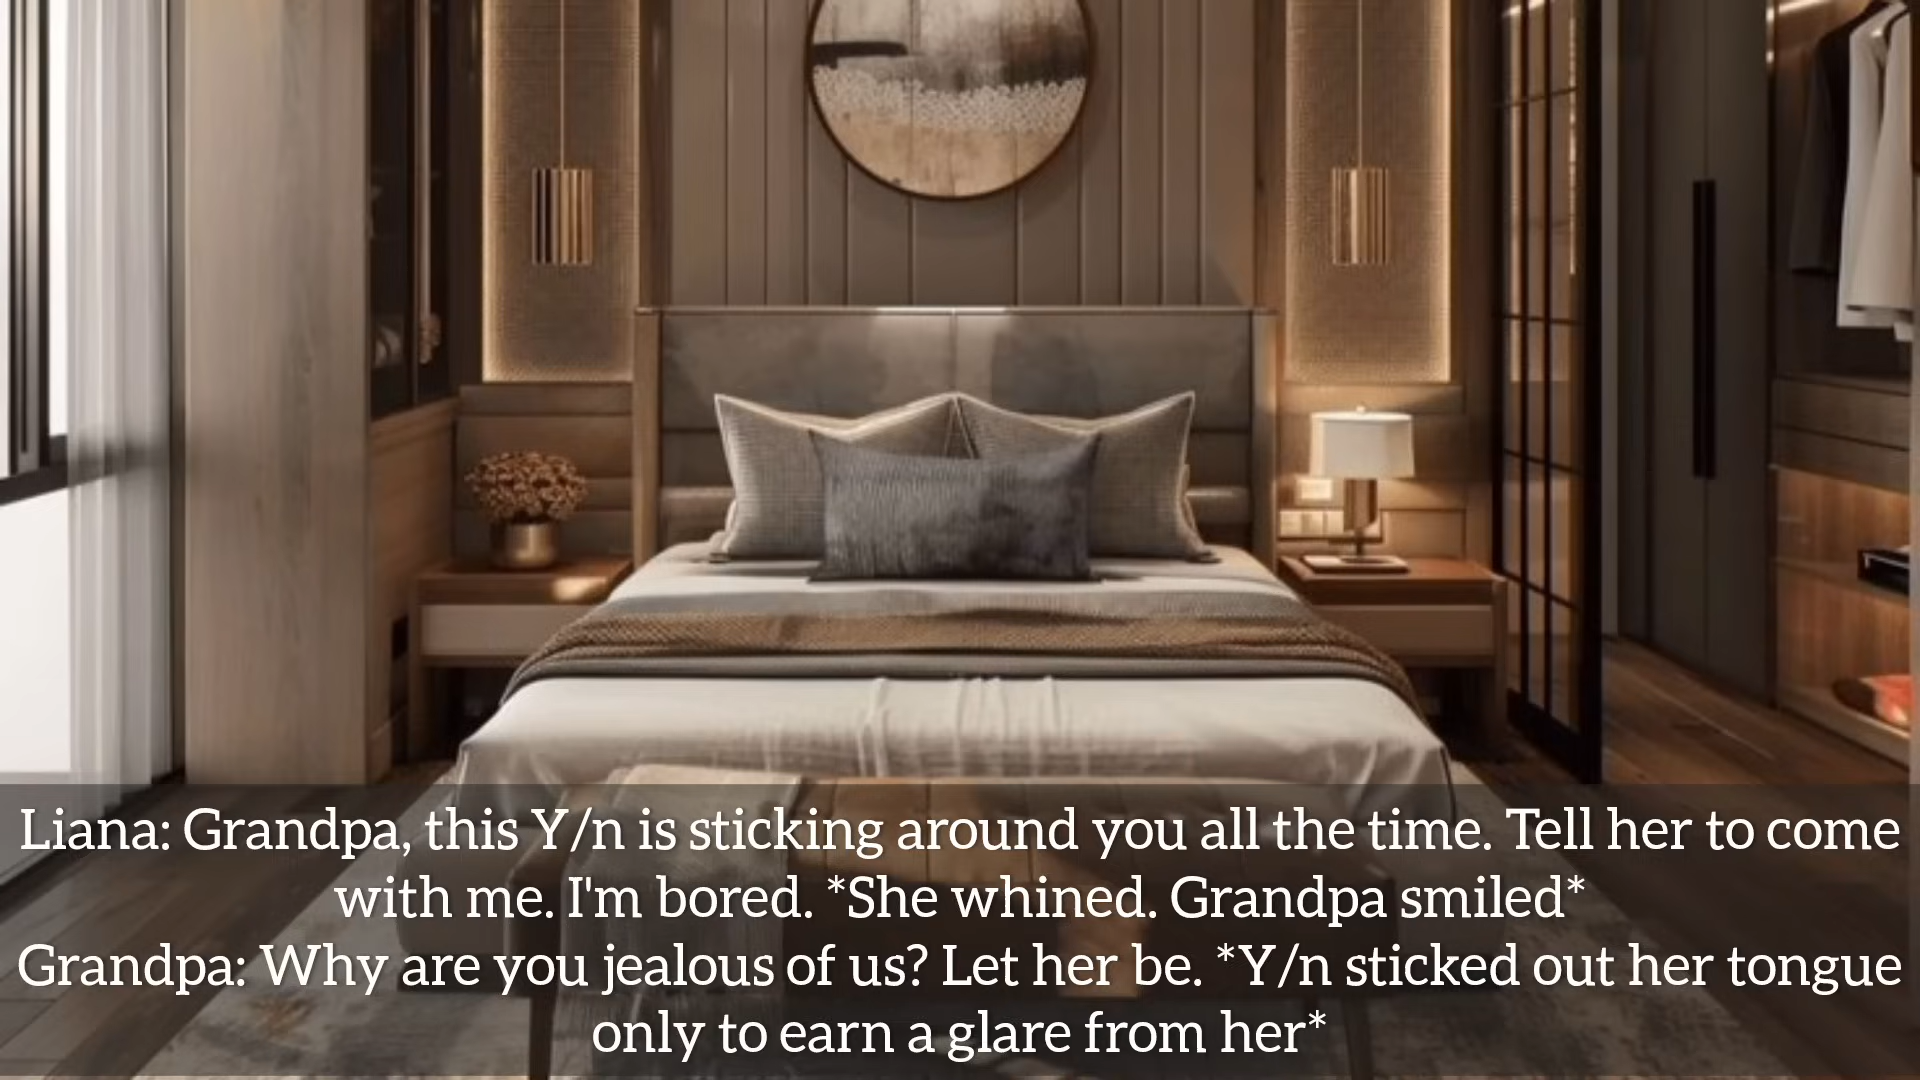 Liana: Grandpa, this Y/n is sticking around you all the time. Tell her to come
with me. I'm bored. *She whined. Grandpa smiled*
Grandpa: Why are you jealous of us? Let her be. *Y/n sticked out her tongue
only to earn a glare from her*